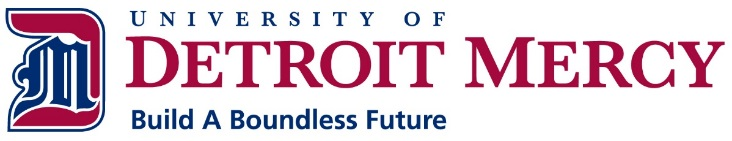 UNIVERSITY OF
DETROIT MERCY
Build A Boundless Future